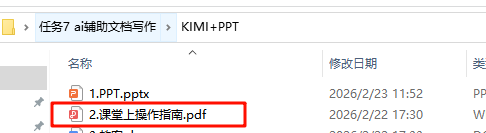 任务7 ai辅助文档写作 > KIMI+PPT
名称 修改日期 类
1.PPT.pptx 2026/2/23 11:52 PP
2.课堂上操作指南.pdf 2026/2/22 17:30 W
2026/2/22 17:30